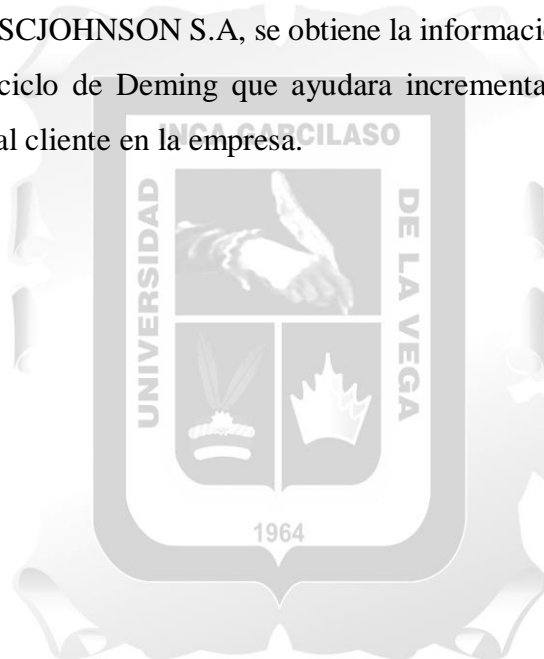 SCJOHNSON S.A, se obtiene la informació
ciclo de Deming que ayudara incrementa
al cliente en la empresa.
INCA GARCILASO
UNIVERSIDAD
DE LA VEGA
1964